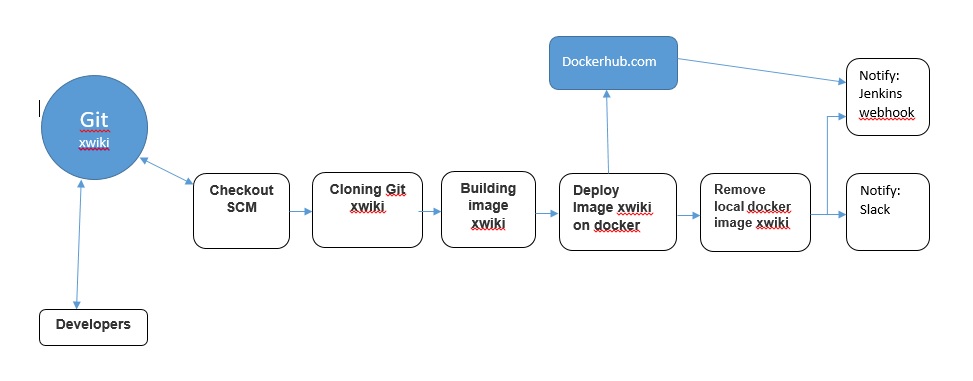 Git
xwiki
Developers
Checkout
SCM
Cloning Git
xwiki
Building
image
xwiki
Deploy
Image xwiki
on docker
Dockerhub.com
Remove
local docker
image xwiki
Notify:
Jenkins
webhook
Notify:
Slack